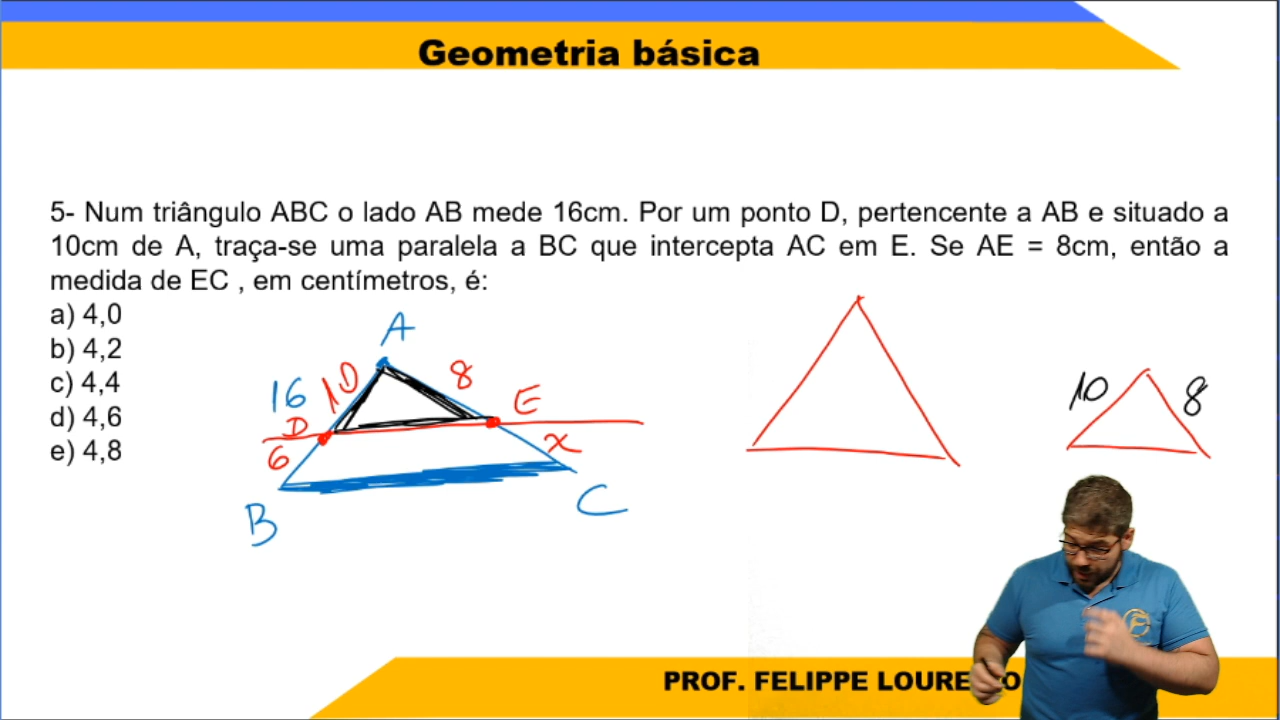 Geometria básica
5- Num triângulo ABC o lado AB mede 16cm. Por um ponto D, pertencente a AB e situado a
10cm de A, traça-se uma paralela a BC que intercepta AC em E. Se AE = 8cm, então a
medida de EC , em centímetros, é:
a) 4,0
b) 4,2
c) 4,4
d) 4,6
e) 4,8
A
16 10 8
D E
6 x
B C
10 8
PROF. FELIPPE